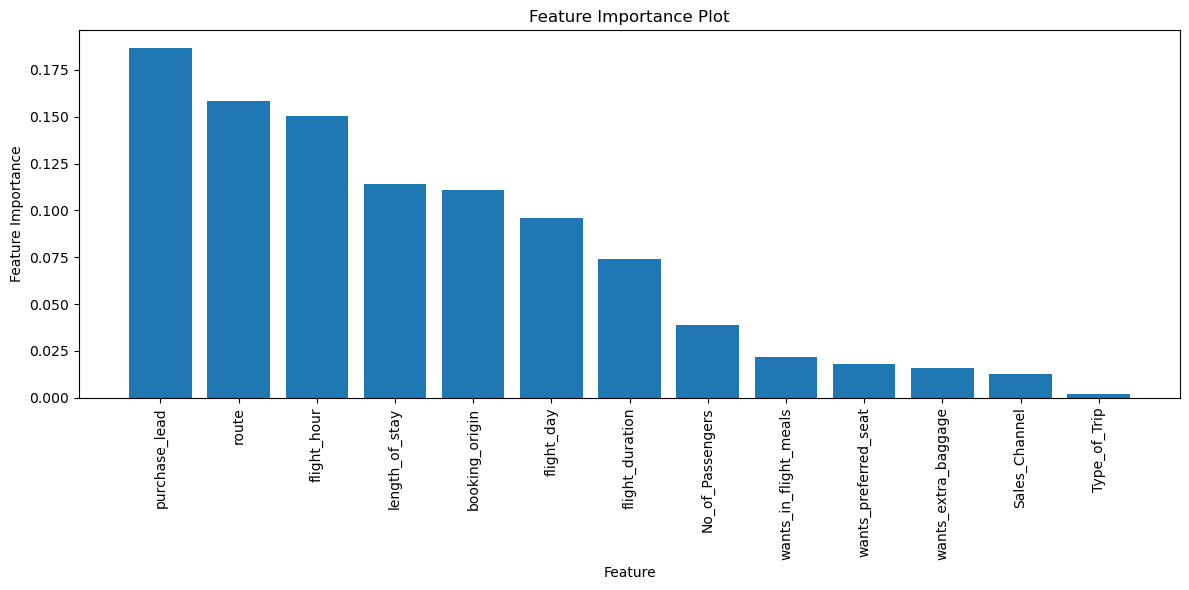 Feature Importance Plot
Feature Importance
0.175
0.150
0.125
0.100
0.075
0.050
0.025
0.000
purchase_lead
route
flight_hour
length_of_stay
booking_origin
flight_day
flight_duration
No_of_Passengers
wants_in_flight_meals
wants_preferred_seat
wants_extra_baggage
Sales_Channel
Type_of_Trip
Feature